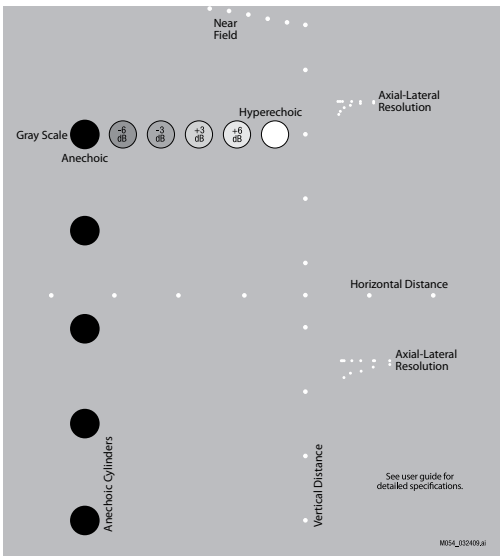 Near
Field
Axial-Lateral
Resolution
Hyperechoic
Gray Scale
-6
dB
-3
dB
+3
dB
+6
dB
Anechoic
Horizontal Distance
Axial-Lateral
Resolution
Anechoic Cylinders
Vertical Distance
See user guide for
detailed specifications.
M054_032409.ai